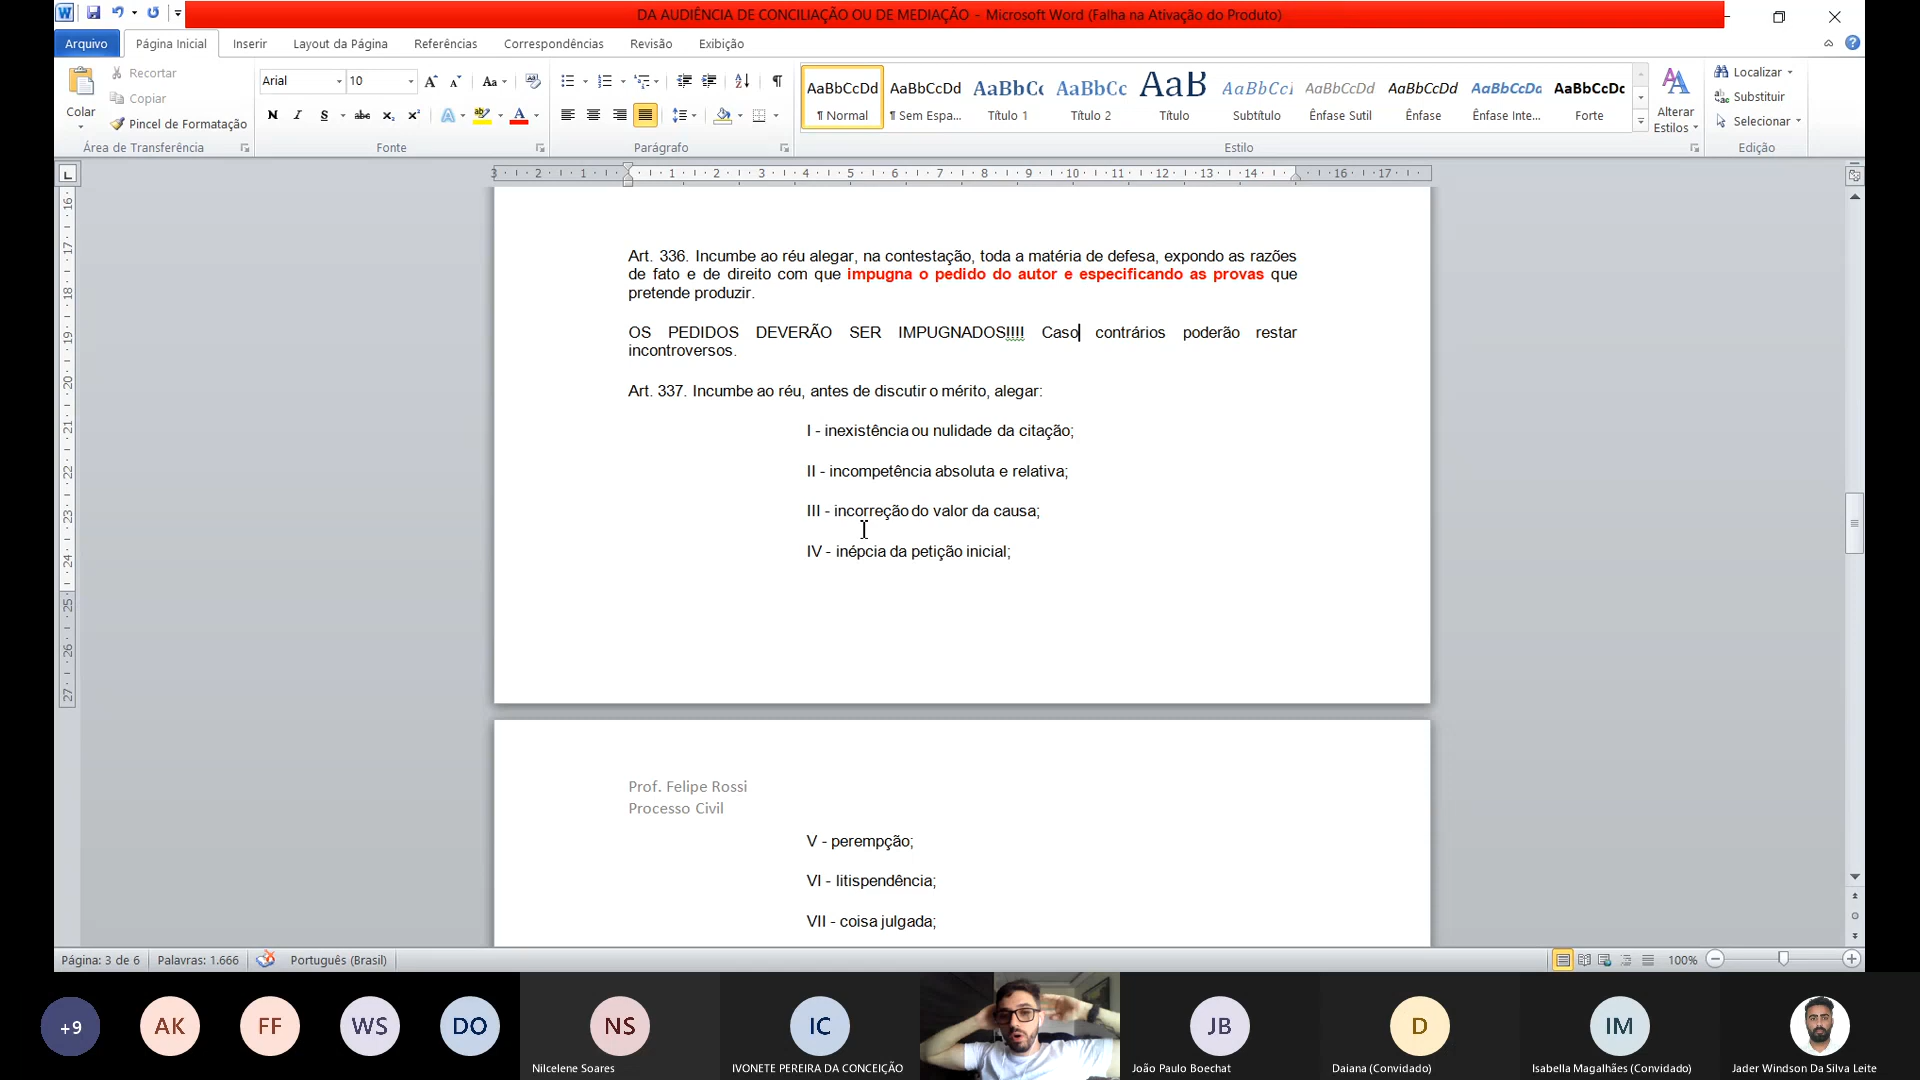 DA AUDIÊNCIA DE CONCILIAÇÃO OU DE MEDIAÇÃO - Microsoft Word (Falha na Ativação do Produto)
Arquivo Página Inicial Inserir Layout da Página Referências Correspondências Revisão Exibição
Colar
Recortar
Copiar
Pincel de Formatação
Área de Transferência
Arial 10
Fonte
Parágrafo
AaBbCcDd AaBbCcDd AaBbCc AaBbCc AaB AaBbCcI AaBbCcDd AaBbCcDd AaBbCcDc AaBbCcDc
¶ Normal ¶ Sem Espa... Título 1 Título 2 Título Subtítulo Ênfase Sutil Ênfase Ênfase Inte... Forte
Estilo
Alterar
Estilos
Localizar
Substituir
Selecionar
Edição
Art. 336. Incumbe ao réu alegar, na contestação, toda a matéria de defesa, expondo as razões
de fato e de direito com que impugna o pedido do autor e especificando as provas que
pretende produzir.
OS PEDIDOS DEVERÃO SER IMPUGNADOS!!!! Caso contrários poderão restar
incontroversos.
Art. 337. Incumbe ao réu, antes de discutir o mérito, alegar:
I - inexistência ou nulidade da citação;
II - incompetência absoluta e relativa;
III - incorreção do valor da causa;
IV - inépcia da petição inicial;
Prof. Felipe Rossi
Processo Civil
V - perempção;
VI - litispendência;
VII - coisa julgada;
Página: 3 de 6 Palavras: 1.666 Português (Brasil) 100%
+9 AK FF WS DO NS IC JB D IM
Nilcelene Soares IVONETE PEREIRA DA CONCEIÇÃO João Paulo Boechat Daiana (Convidado) Isabella Magalhães (Convidado) Jader Windson Da Silva Leite